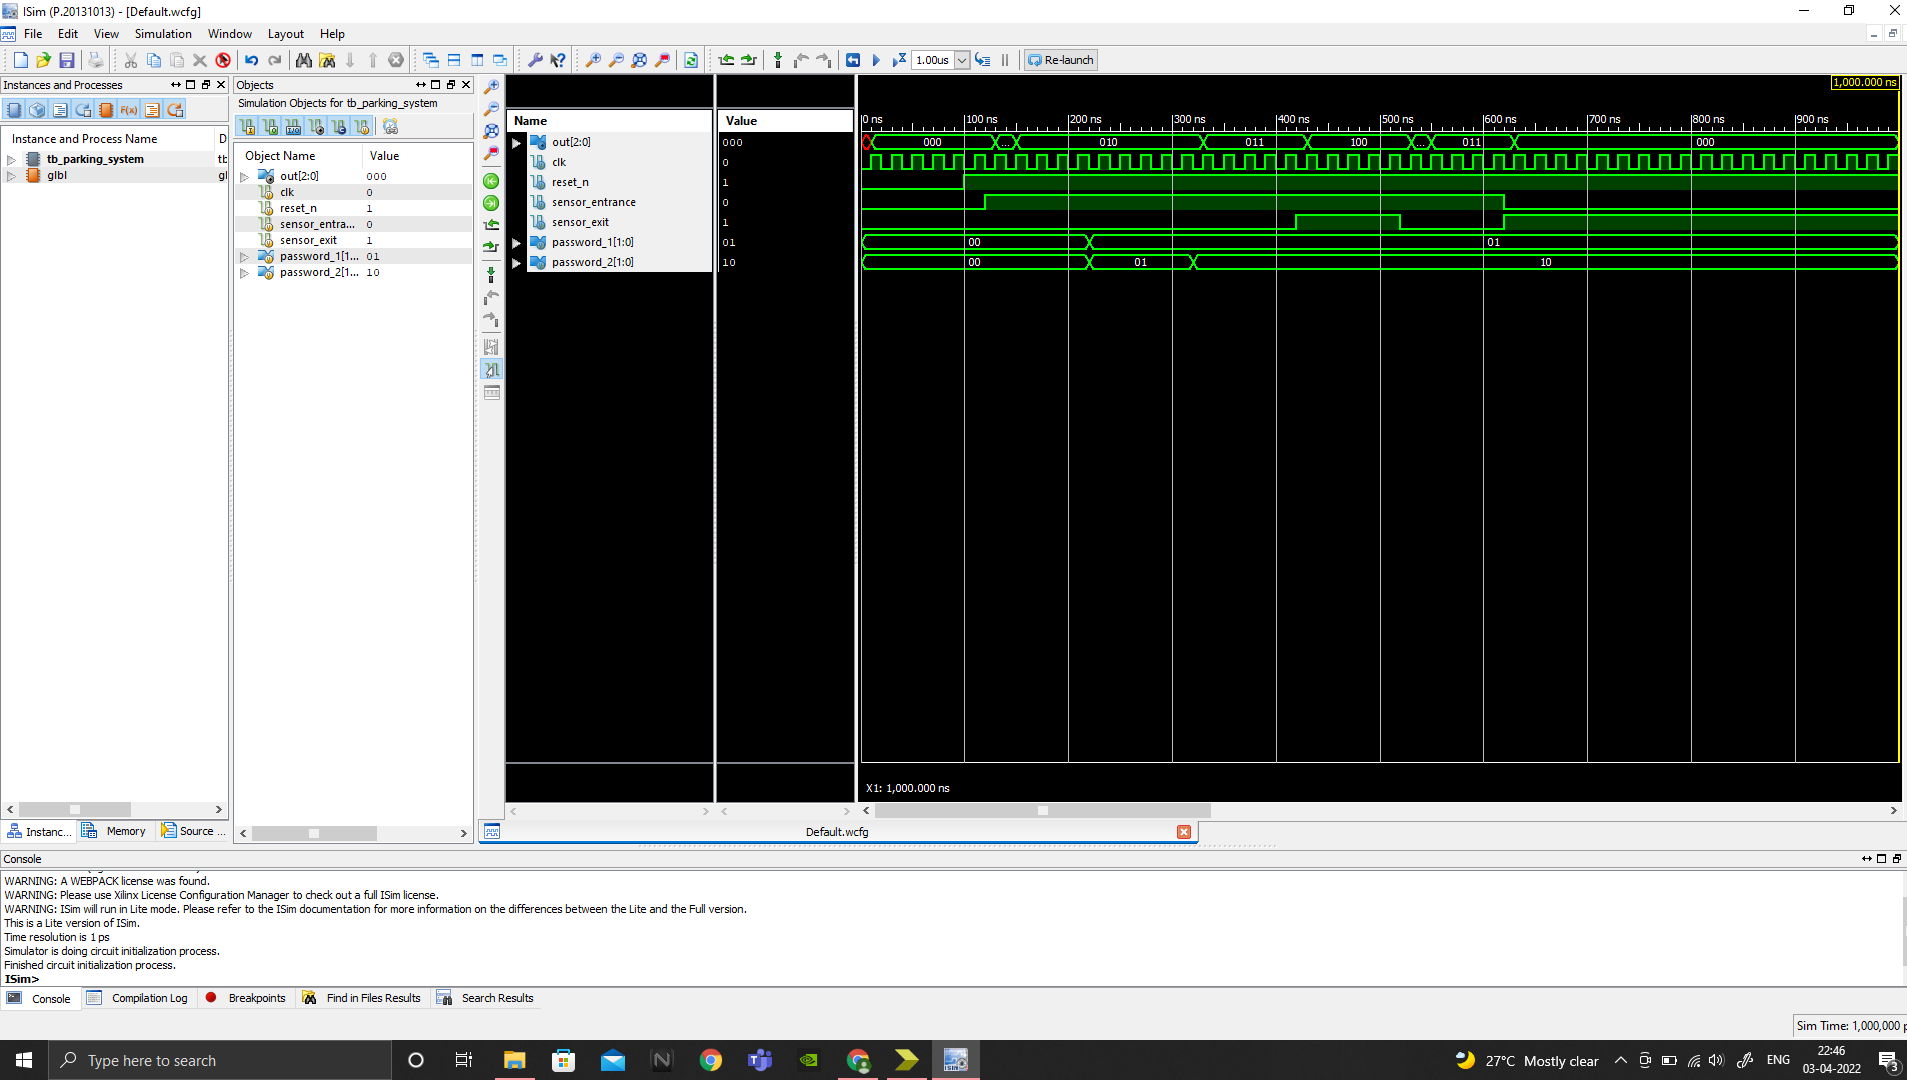 ISim (P.20131013) - [Default.wcfg]
File Edit View Simulation Window Layout Help
1.00us Re-launch
Instances and Processes
Instance and Process Name D
tb_parking_system tb
glbl gl
Instanc... Memory Source ...
Objects
Simulation Objects for tb_parking_system
Object Name Value
out[2:0] 000
clk 0
reset_n 1
sensor_entra... 0
sensor_exit 1
password_1[1... 01
password_2[1... 10
Name Value
out[2:0] 000
clk 0
reset_n 1
sensor_entrance 0
sensor_exit 1
password_1[1:0] 01
password_2[1:0] 10
1,000.000 ns
0 ns 100 ns 200 ns 300 ns 400 ns 500 ns 600 ns 700 ns 800 ns 900 ns
000 ... 010 011 100 ... 011 000
00 01
00 01 10
X1: 1,000.000 ns
Default.wcfg
Console
WARNING: A WEBPACK license was found.
WARNING: Please use Xilinx License Configuration Manager to check out a full ISim license.
WARNING: ISim will run in Lite mode. Please refer to the ISim documentation for more information on the differences between the Lite and the Full version.
This is a Lite version of ISim.
Time resolution is 1 ps
Simulator is doing circuit initialization process.
Finished circuit initialization process.
ISim>
Console Compilation Log Breakpoints Find in Files Results Search Results
Sim Time: 1,000,000 p
Type here to search
27°C Mostly clear
ENG
22:46
03-04-2022
3